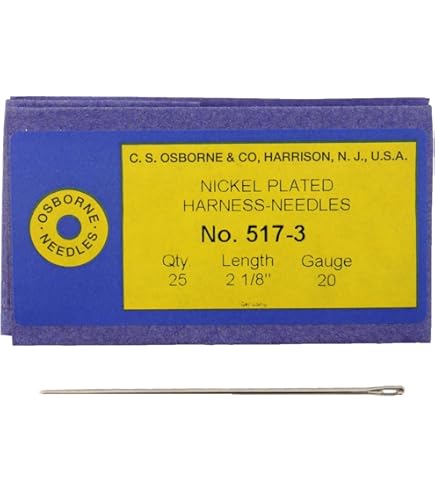 C. S. OSBORNE & CO, HARRISON, N. J., U.S.A.
NICKEL PLATED
HARNESS-NEEDLES
No. 517-3
Qty Length Gauge
25 2 1/8" 20
Germany
• OSBORNE •
NEEDLES